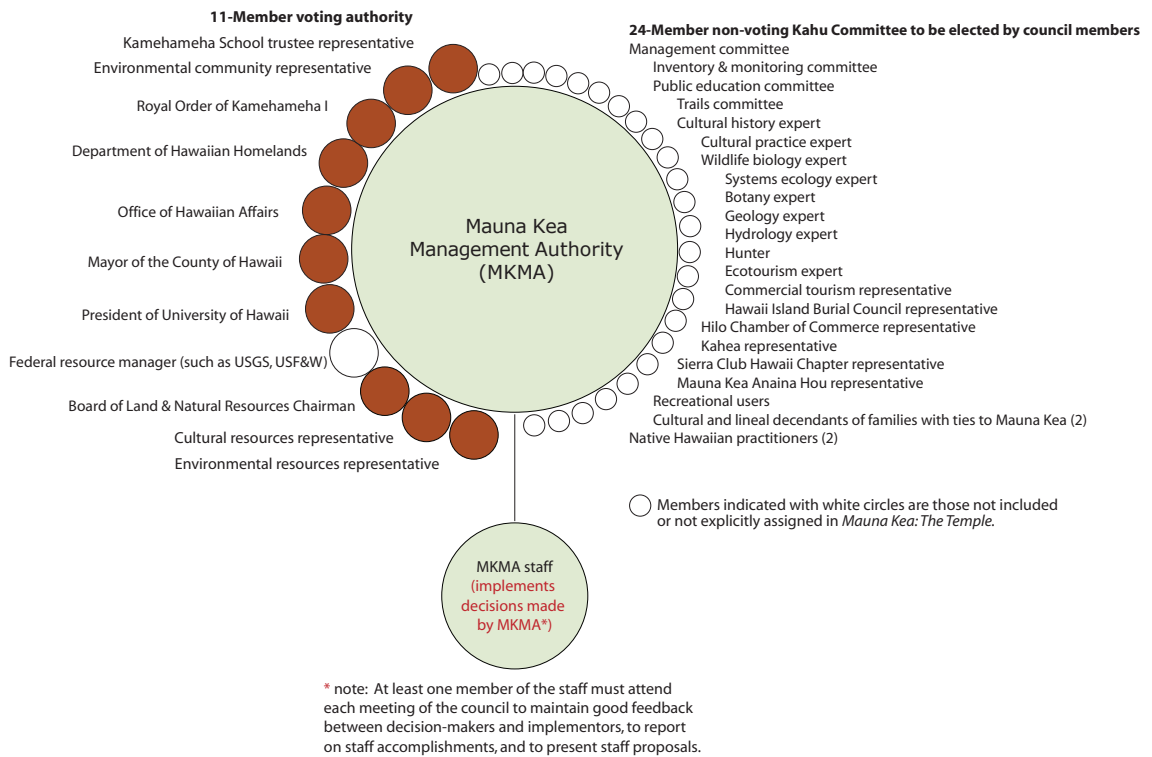 11-Member voting authority
Kamehameha School trustee representative
Environmental community representative
Royal Order of Kamehameha I
Department of Hawaiian Homelands
Office of Hawaiian Affairs
Mayor of the County of Hawaii
President of University of Hawaii
Federal resource manager (such as USGS, USF&W)
Board of Land & Natural Resources Chairman
Cultural resources representative
Environmental resources representative
Mauna Kea
Management Authority
(MKMA)
24-Member non-voting Kahu Committee to be elected by council members
Management committee
Inventory & monitoring committee
Public education committee
Trails committee
Cultural history expert
Cultural practice expert
Wildlife biology expert
Systems ecology expert
Botany expert
Geology expert
Hydrology expert
Hunter
Ecotourism expert
Commercial tourism representative
Hawaii Island Burial Council representative
Hilo Chamber of Commerce representative
Kahea representative
Sierra Club Hawaii Chapter representative
Mauna Kea Anaina Hou representative
Recreational users
Cultural and lineal decendants of families with ties to Mauna Kea (2)
Native Hawaiian practitioners (2)
Members indicated with white circles are those not included
or not explicitly assigned in Mauna Kea: The Temple.
MKMA staff
(implements
decisions made
by MKMA*)
* note: At least one member of the staff must attend
each meeting of the council to maintain good feedback
between decision-makers and implementors, to report
on staff accomplishments, and to present staff proposals.